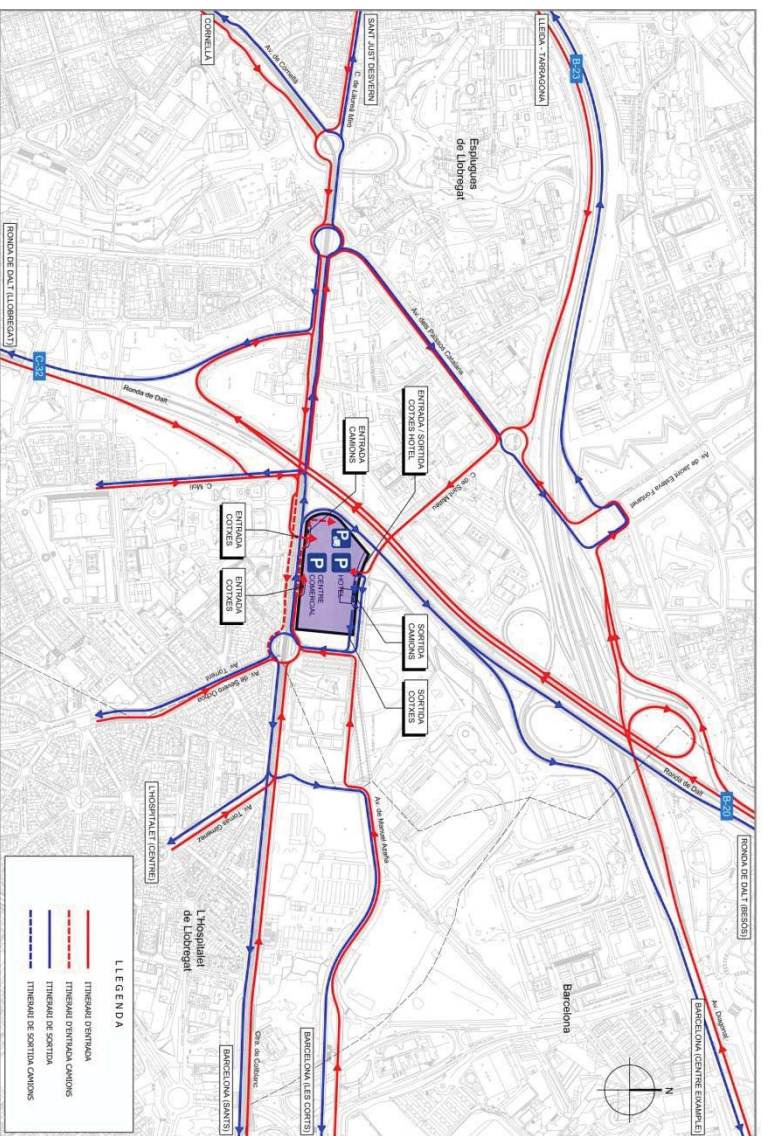 CORNELLÀ
Av. de Cornellà
SANT JUST DESVERN
C. de Laureà Miró
LLEIDA - TARRAGONA
B-23
Esplugues
de Llobregat
Av. dels Països Catalans
Av. de Jacint Esteva Fontanet
RONDA DE DALT (LLOBREGAT)
C-32
Ronda de Dalt
C. Molí
C. de Sant Mateu
ENTRADA / SORTIDA
COTXES HOTEL
ENTRADA
CAMIONS
ENTRADA
COTXES
ENTRADA
COTXES
P
P
HOTEL
P
CENTRE
COMERCIAL
SORTIDA
CAMIONS
SORTIDA
COTXES
Av. de Severo Ochoa
Av. Torrent
Av. Tomàs Giménez
L'HOSPITALET (CENTRE)
Av. de Manuel Azaña
Ronda de Dalt
B-20
RONDA DE DALT (BESÒS)
Av. Diagonal
BARCELONA (CENTRE EIXAMPLE)
Barcelona
N
L'Hospitalet
de Llobregat
Ctra. de Collblanc
BARCELONA (SANTS)
BARCELONA (LES CORTS)
LLEGENDA
ITINERARI D'ENTRADA
ITINERARI D'ENTRADA CAMIONS
ITINERARI DE SORTIDA
ITINERARI DE SORTIDA CAMIONS